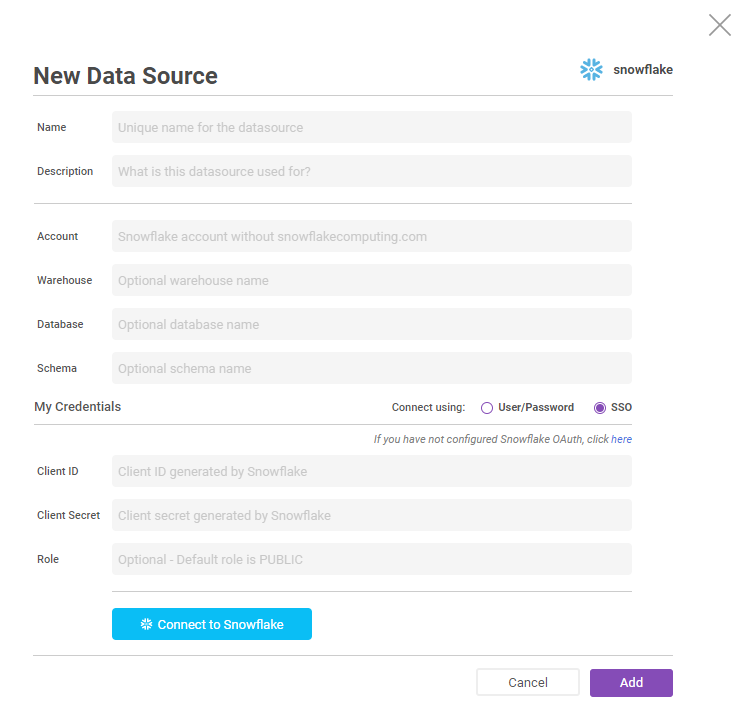 New Data Source
snowflake
Name
Unique name for the datasource
Description
What is this datasource used for?
Account
Snowflake account without snowflakecomputing.com
Warehouse
Optional warehouse name
Database
Optional database name
Schema
Optional schema name
My Credentials
Connect using: User/Password SSO
If you have not configured Snowflake OAuth, click here
Client ID
Client ID generated by Snowflake
Client Secret
Client secret generated by Snowflake
Role
Optional - Default role is PUBLIC
Connect to Snowflake
Cancel
Add